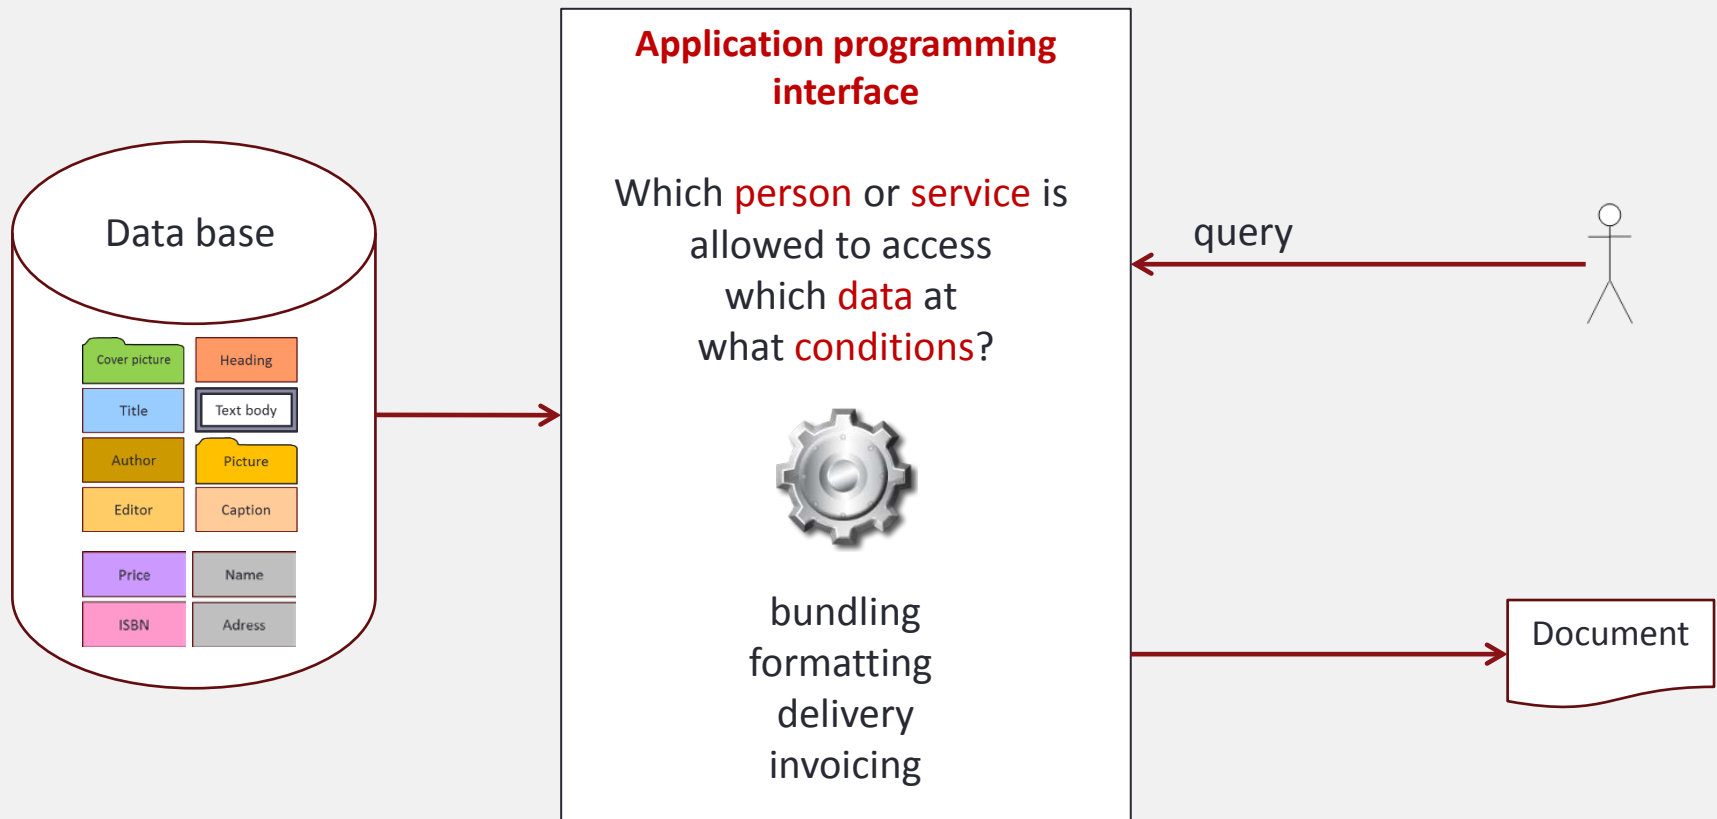 Application programming
interface
Which person or service is
allowed to access
which data at
what conditions?
bundling
formatting
delivery
invoicing
Data base
Cover picture
Heading
Title
Text body
Author
Picture
Editor
Caption
Price
Name
ISBN
Adress
query
Document